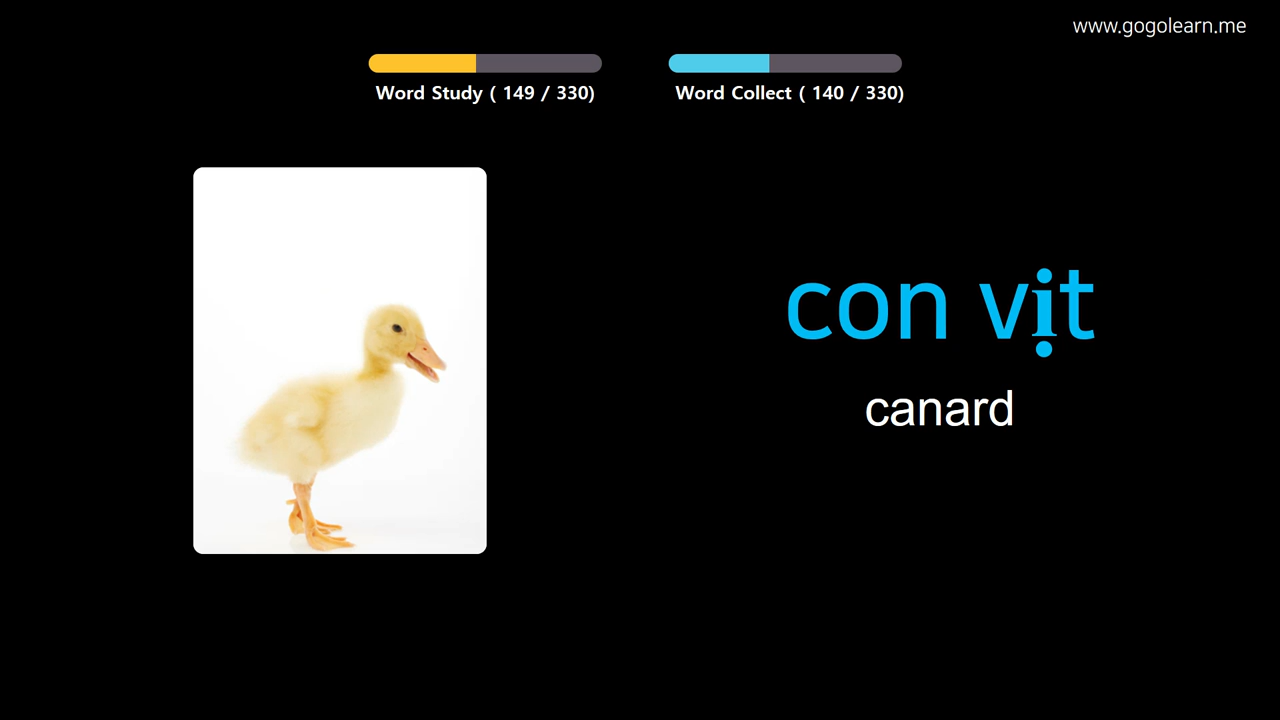 www.gogolearn.me
Word Study ( 149 / 330)
Word Collect ( 140 / 330)
con vịt
canard